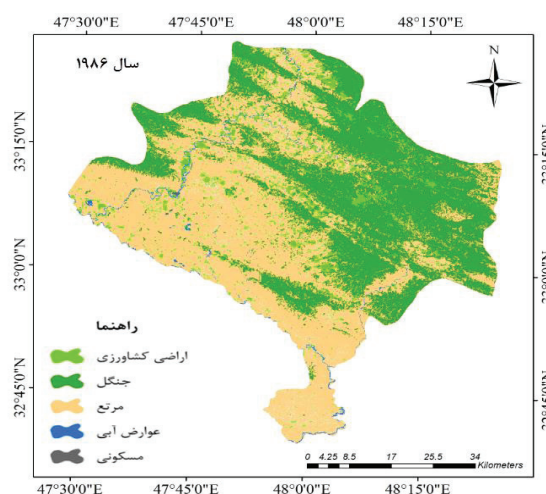 47°30'0"E 47°45'0"E 48°0'0"E 48°15'0"E
سال ۱۹۸۶
N
33°15'0"N
33°0'0"N
32°45'0"N
راهنما
اراضی کشاورزی
جنگل
مرتع
عوارض آبی
مسکونی
0 4.25 8.5 17 25.5 34
Kilometers
47°30'0"E 47°45'0"E 48°0'0"E 48°15'0"E